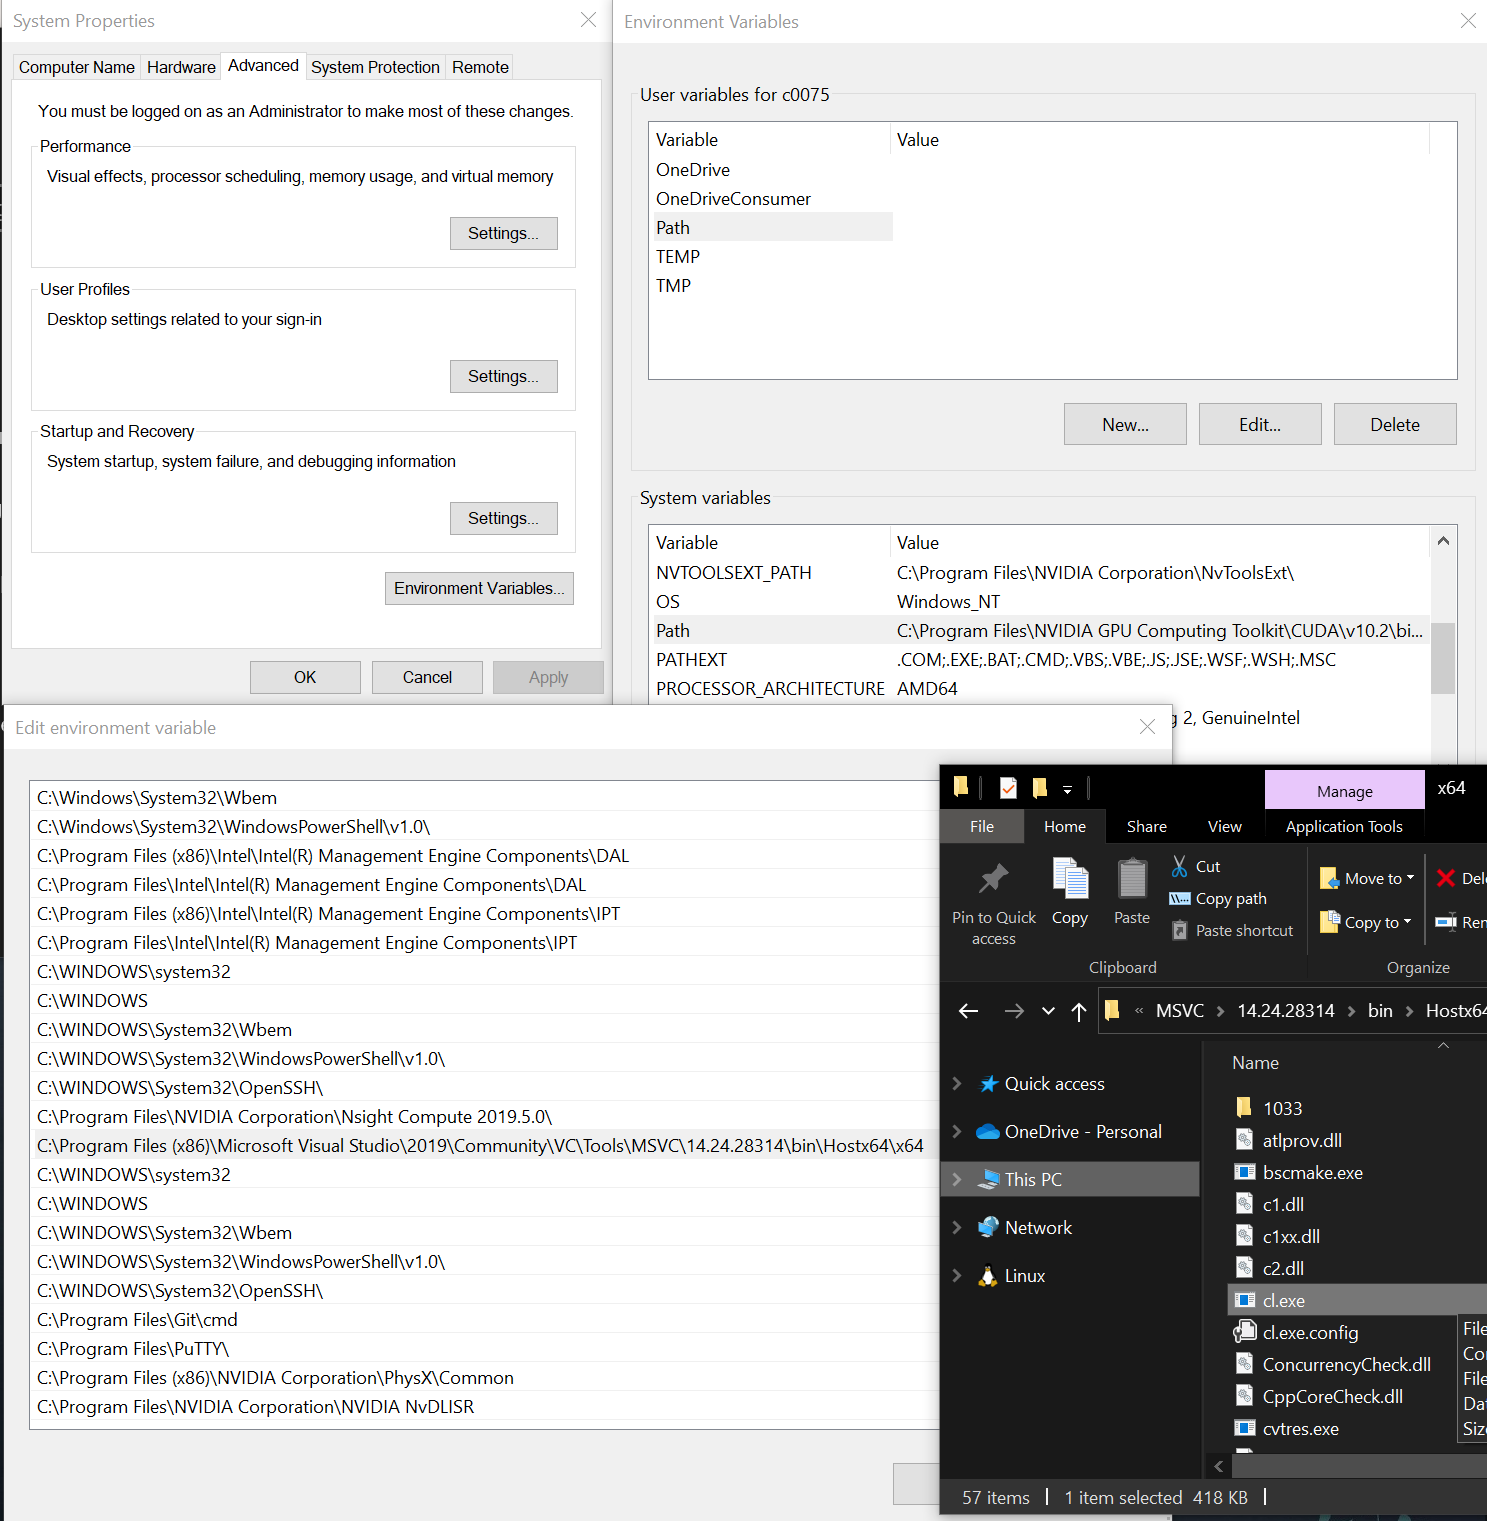 System Properties
Computer Name
Hardware
Advanced
System Protection
Remote
You must be logged on as an Administrator to make most of these changes.
Performance
Visual effects, processor scheduling, memory usage, and virtual memory
Settings...
User Profiles
Desktop settings related to your sign-in
Settings...
Startup and Recovery
System startup, system failure, and debugging information
Settings...
Environment Variables...
OK
Cancel
Apply
Environment Variables
User variables for c0075
Variable Value
OneDrive
OneDriveConsumer
Path
TEMP
TMP
New...
Edit...
Delete
System variables
Variable Value
NVTOOLSEXT_PATH C:\Program Files\NVIDIA Corporation\NvToolsExt\
OS Windows_NT
Path C:\Program Files\NVIDIA GPU Computing Toolkit\CUDA\v10.2\bi...
PATHEXT .COM;.EXE;.BAT;.CMD;.VBS;.VBE;.JS;.JSE;.WSF;.WSH;.MSC
PROCESSOR_ARCHITECTURE AMD64
2, GenuineIntel
Edit environment variable
C:\Windows\System32\Wbem
C:\Windows\System32\WindowsPowerShell\v1.0\
C:\Program Files (x86)\Intel\Intel(R) Management Engine Components\DAL
C:\Program Files\Intel\Intel(R) Management Engine Components\DAL
C:\Program Files (x86)\Intel\Intel(R) Management Engine Components\IPT
C:\Program Files\Intel\Intel(R) Management Engine Components\IPT
C:\WINDOWS\system32
C:\WINDOWS
C:\WINDOWS\System32\Wbem
C:\WINDOWS\System32\WindowsPowerShell\v1.0\
C:\WINDOWS\System32\OpenSSH\
C:\Program Files\NVIDIA Corporation\Nsight Compute 2019.5.0\
C:\Program Files (x86)\Microsoft Visual Studio\2019\Community\VC\Tools\MSVC\14.24.28314\bin\Hostx64\x64
C:\WINDOWS\system32
C:\WINDOWS
C:\WINDOWS\System32\Wbem
C:\WINDOWS\System32\WindowsPowerShell\v1.0\
C:\WINDOWS\System32\OpenSSH\
C:\Program Files\Git\cmd
C:\Program Files\PuTTY\
C:\Program Files (x86)\NVIDIA Corporation\PhysX\Common
C:\Program Files\NVIDIA Corporation\NVIDIA NvDLISR
Manage
x64
File
Home
Share
View
Application Tools
Pin to Quick access
Copy
Paste
Cut
Copy path
Paste shortcut
Clipboard
Move to
Copy to
Del
Ren
Organize
« MSVC > 14.24.28314 > bin > Hostx64
Quick access
OneDrive - Personal
This PC
Network
Linux
Name
1033
atlprov.dll
bscmake.exe
c1.dll
c1xx.dll
c2.dll
cl.exe
cl.exe.config
ConcurrencyCheck.dll
CppCoreCheck.dll
cvtres.exe
File
Co
File
Dat
Size
57 items
1 item selected 418 KB